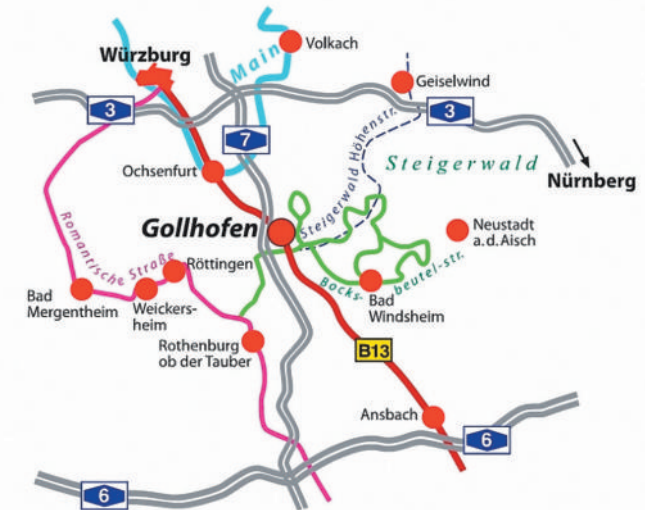 Würzburg
Volkach
Main
Geiselwind
3
3
7
Steigerwald Höhenstr.
Steigerwald
Nürnberg
Ochsenfurt
Gollhofen
Neustadt
a.d.Aisch
Romantische Straße
Röttingen
Bad
Mergentheim
Weickers-
heim
Bocks-
beutel-str.
Bad
Windsheim
Rothenburg
ob der Tauber
B13
Ansbach
6
6